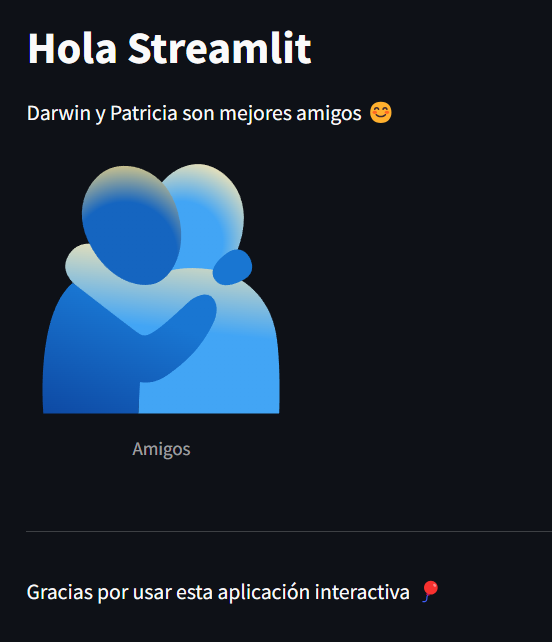 Hola Streamlit
Darwin y Patricia son mejores amigos 😊
Amigos
Gracias por usar esta aplicación interactiva 🎈